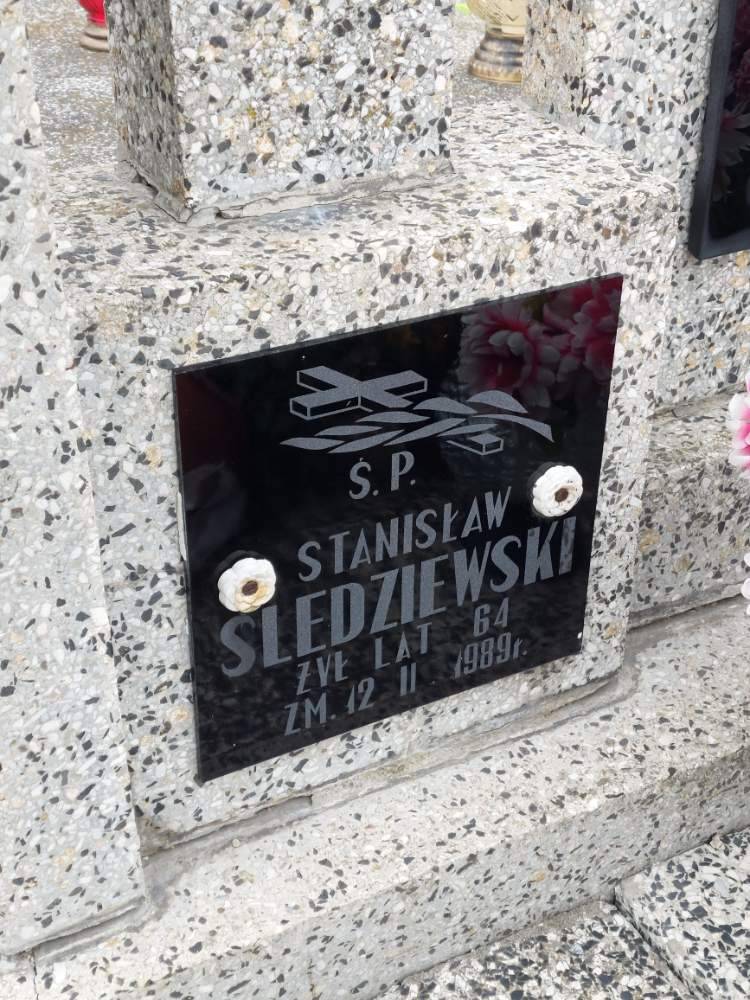 Ś. P.
STANISŁAW
SLEDZIEWSKI
ŻYŁ LAT 64
ZM. 12 II. 1989r.